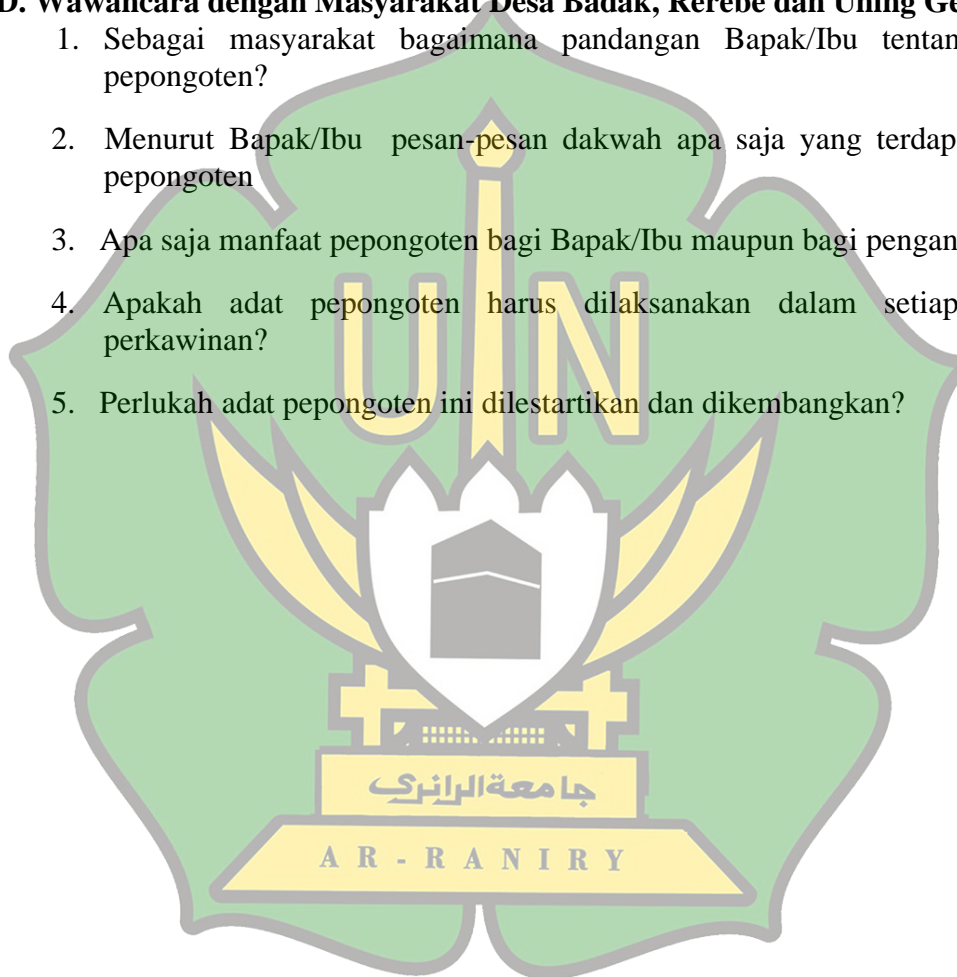 D. Wawancara dengan Masyarakat Desa Badak, Rerebe dan Uning Ge
1. Sebagai masyarakat bagaimana pandangan Bapak/Ibu tentan
pepongoten?
2. Menurut Bapak/Ibu pesan-pesan dakwah apa saja yang terdap
pepongoten
3. Apa saja manfaat pepongoten bagi Bapak/Ibu maupun bagi pengan
4. Apakah adat pepongoten harus dilaksanakan dalam setiap
perkawinan?
5. Perlukah adat pepongoten ini dilestartikan dan dikembangkan?
UIN
جامعةالرانري
AR-RANIRY